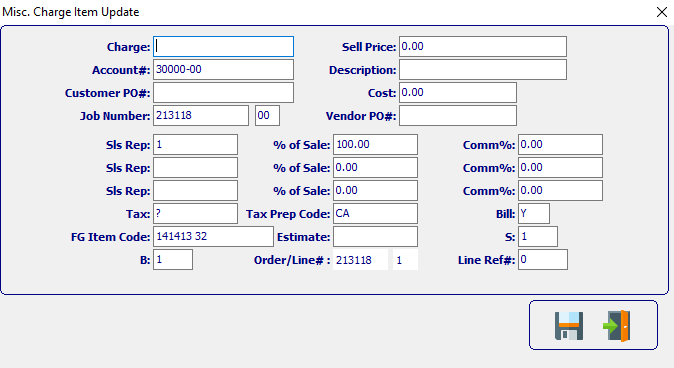 Misc. Charge Item Update
Charge: Sell Price: 0.00
Account#: 30000-00 Description:
Customer PO#: Cost: 0.00
Job Number: 213118 00 Vendor PO#:
Sls Rep: 1 % of Sale: 100.00 Comm%: 0.00
Sls Rep: % of Sale: 0.00 Comm%: 0.00
Sls Rep: % of Sale: 0.00 Comm%: 0.00
Tax: ? Tax Prep Code: CA Bill: Y
FG Item Code: 141413 32 Estimate: S: 1
B: 1 Order/Line# : 213118 1 Line Ref#: 0